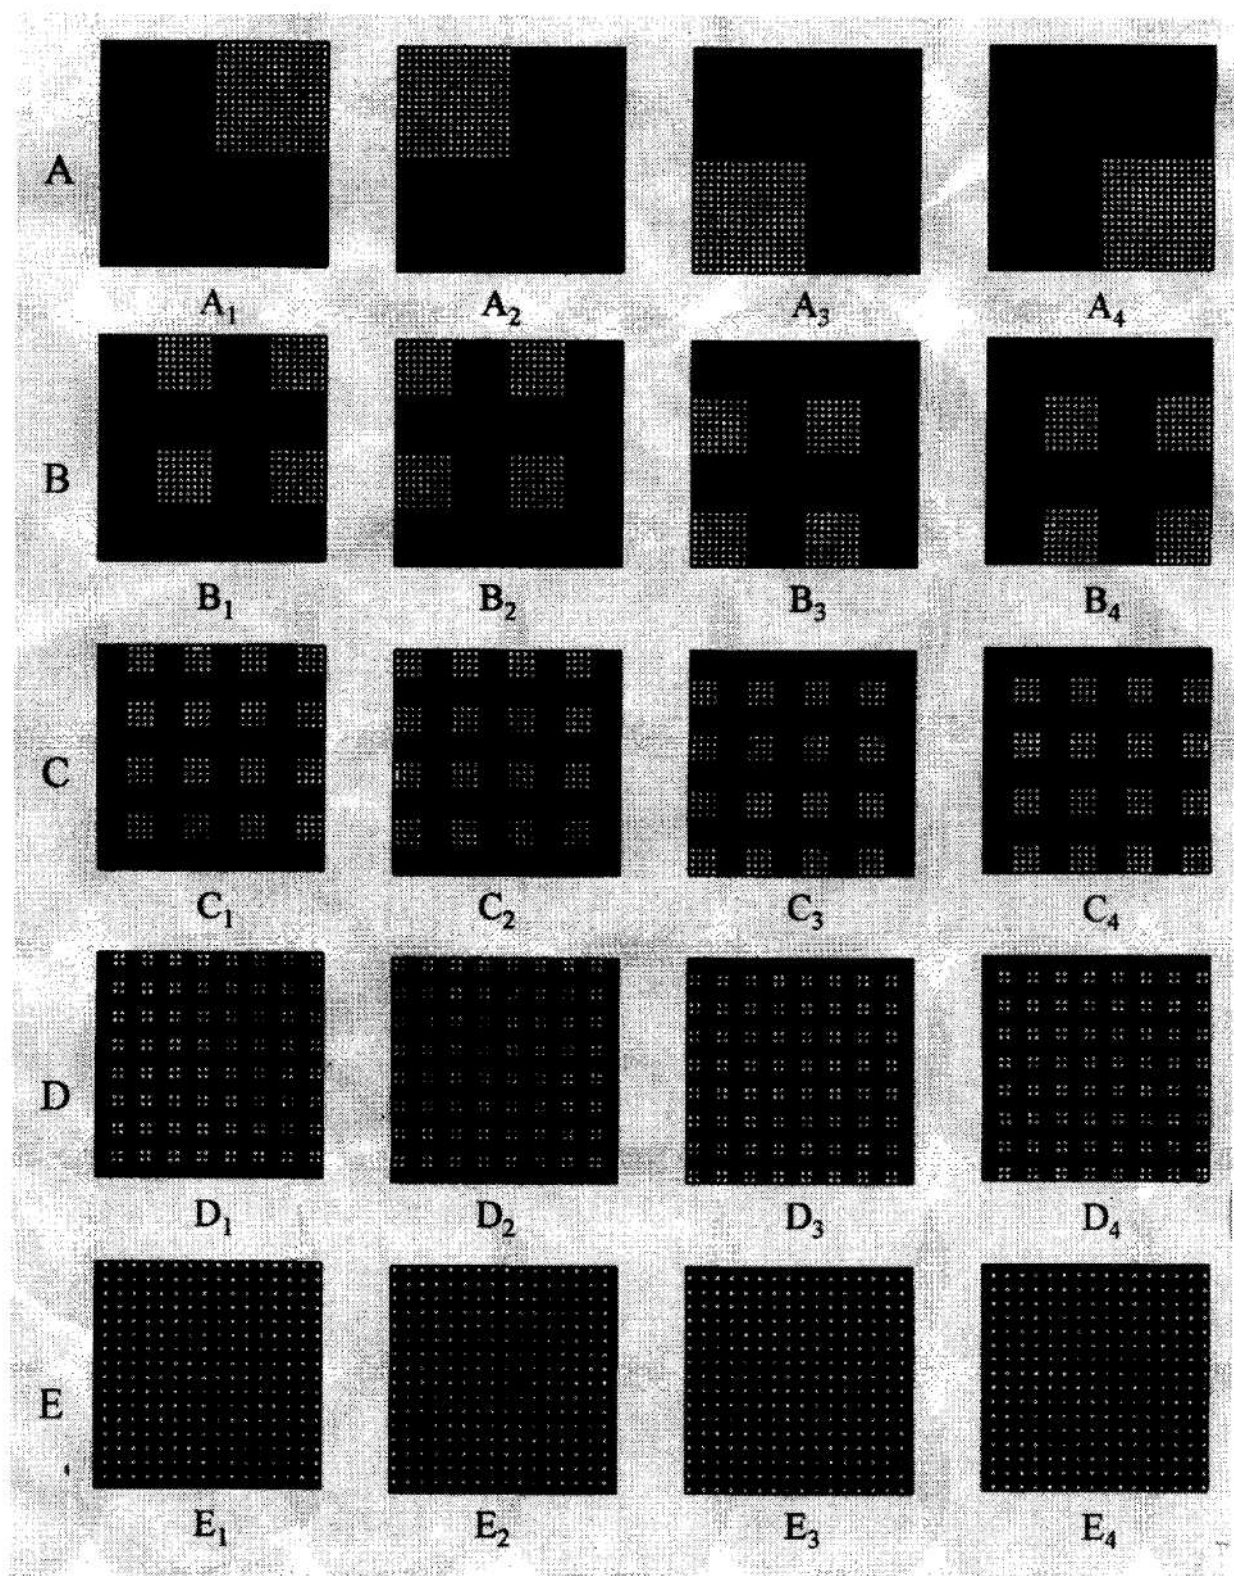 A
A₁ A₂ A₃ A₄
B
B₁ B₂ B₃ B₄
C
C₁ C₂ C₃ C₄
D
D₁ D₂ D₃ D₄
E
E₁ E₂ E₃ E₄